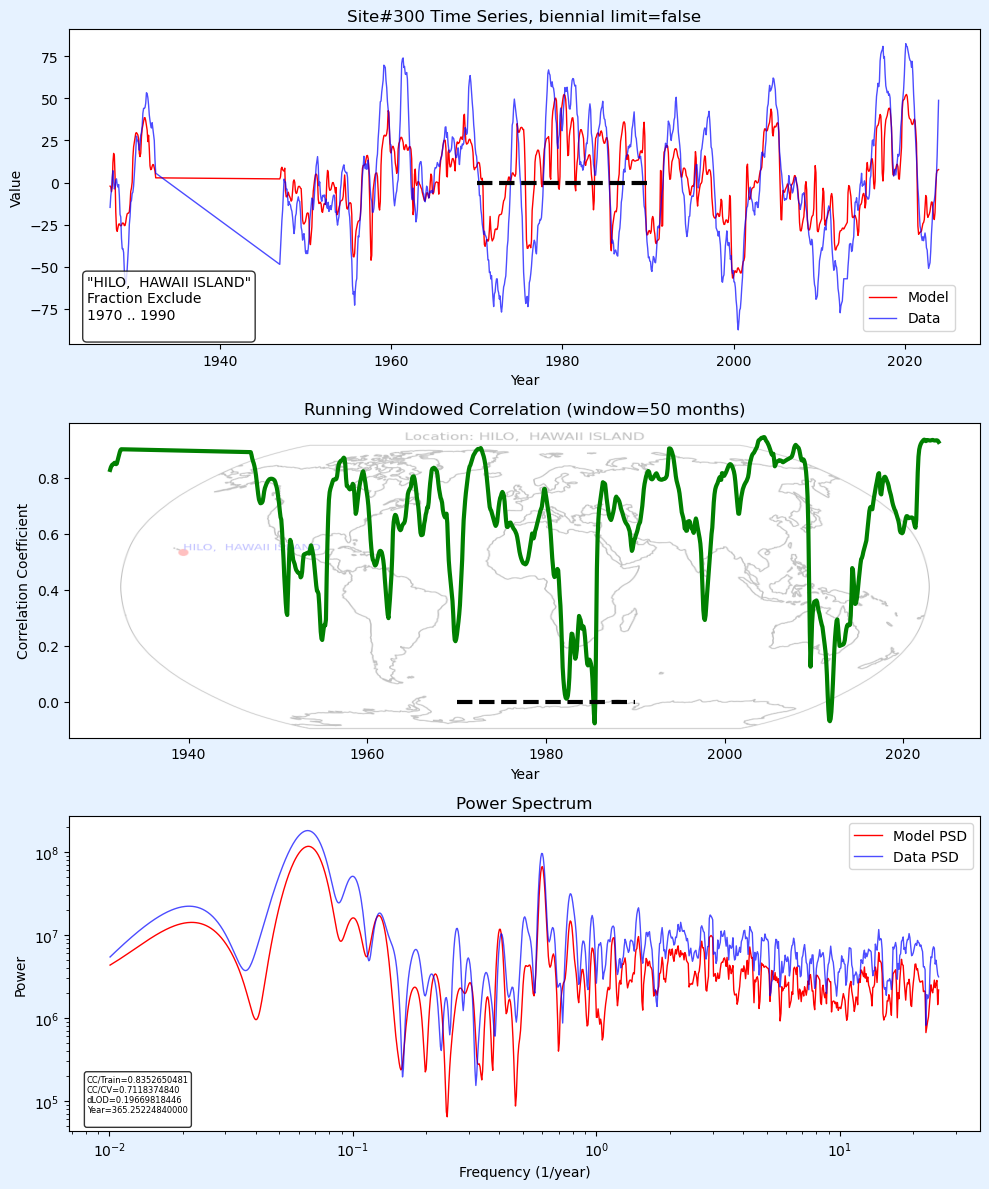 Site#300 Time Series, biennial limit=false
Value
75
50
25
0
−25
−50
−75
"HILO,  HAWAII ISLAND"
Fraction Exclude
1970 .. 1990
Model
Data
1940
1960
1980
2000
2020
Year
Running Windowed Correlation (window=50 months)
Location: HILO,  HAWAII ISLAND
HILO,  HAWAII ISLAND
Correlation Coefficient
0.8
0.6
0.4
0.2
0.0
1940
1960
1980
2000
2020
Year
Power Spectrum
Model PSD
Data PSD
Power
10^8
10^7
10^6
10^5
CC/Train=0.8352650481
CC/CV=0.7118374840
dLOD=0.19669818446
Year=365.25224840000
10^−2
10^−1
10^0
10^1
Frequency (1/year)